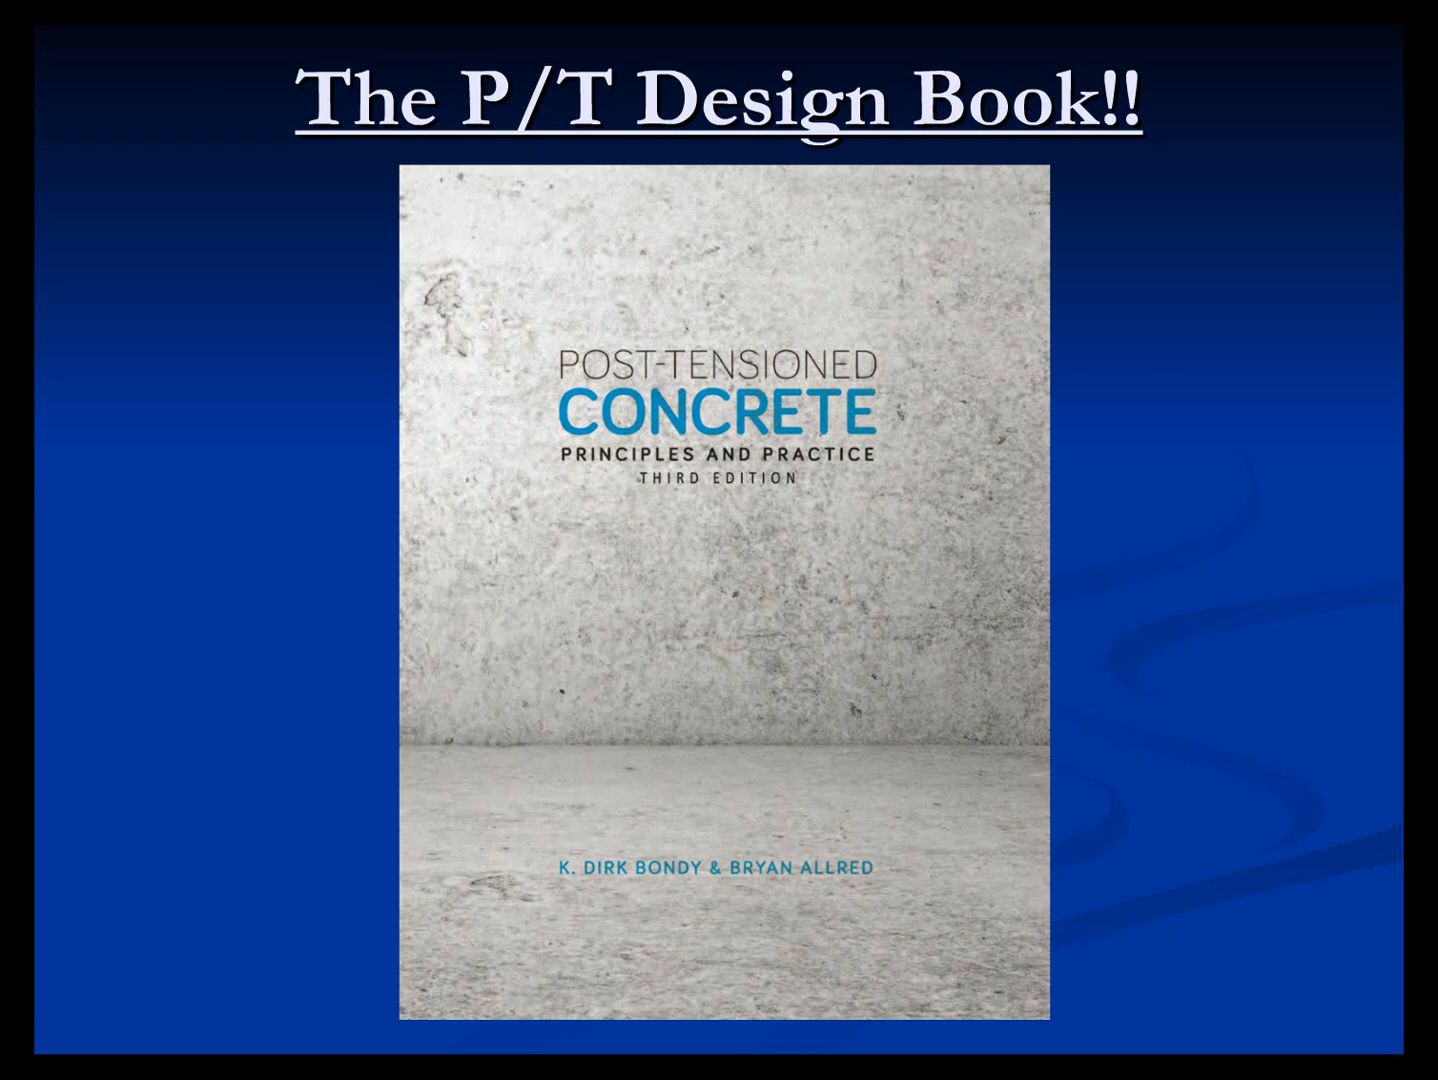 The P/T Design Book!!
POST-TENSIONED
CONCRETE
PRINCIPLES AND PRACTICE
THIRD EDITION
K. DIRK BONDY & BRYAN ALLRED